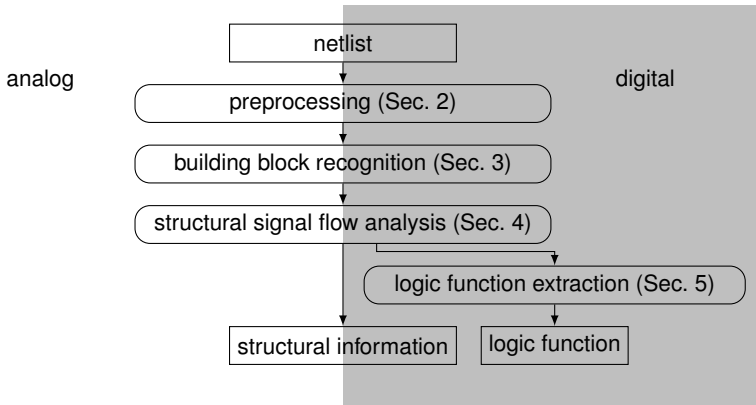 netlist
analog
digital
preprocessing (Sec. 2)
building block recognition (Sec. 3)
structural signal flow analysis (Sec. 4)
logic function extraction (Sec. 5)
structural information
logic function